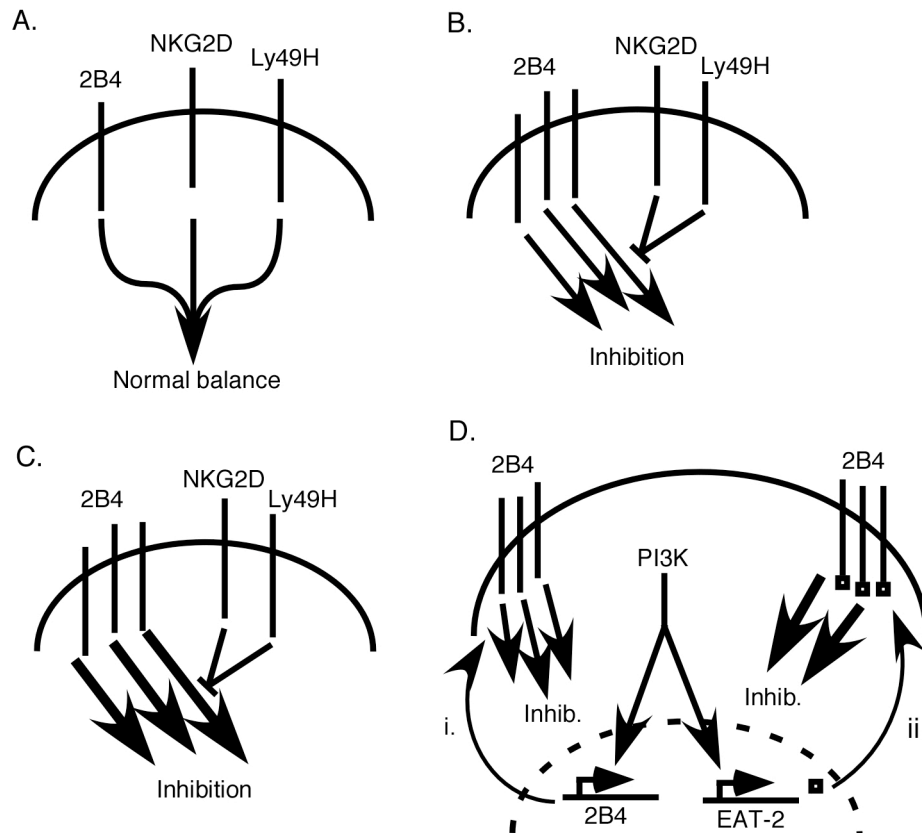 A.
NKG2D
Ly49H
2B4
Normal balance
B.
NKG2D
2B4
Ly49H
Inhibition
C.
NKG2D
2B4
Ly49H
Inhibition
D.
2B4
2B4
PI3K
Inhib.
Inhib.
i.
ii
2B4
EAT-2